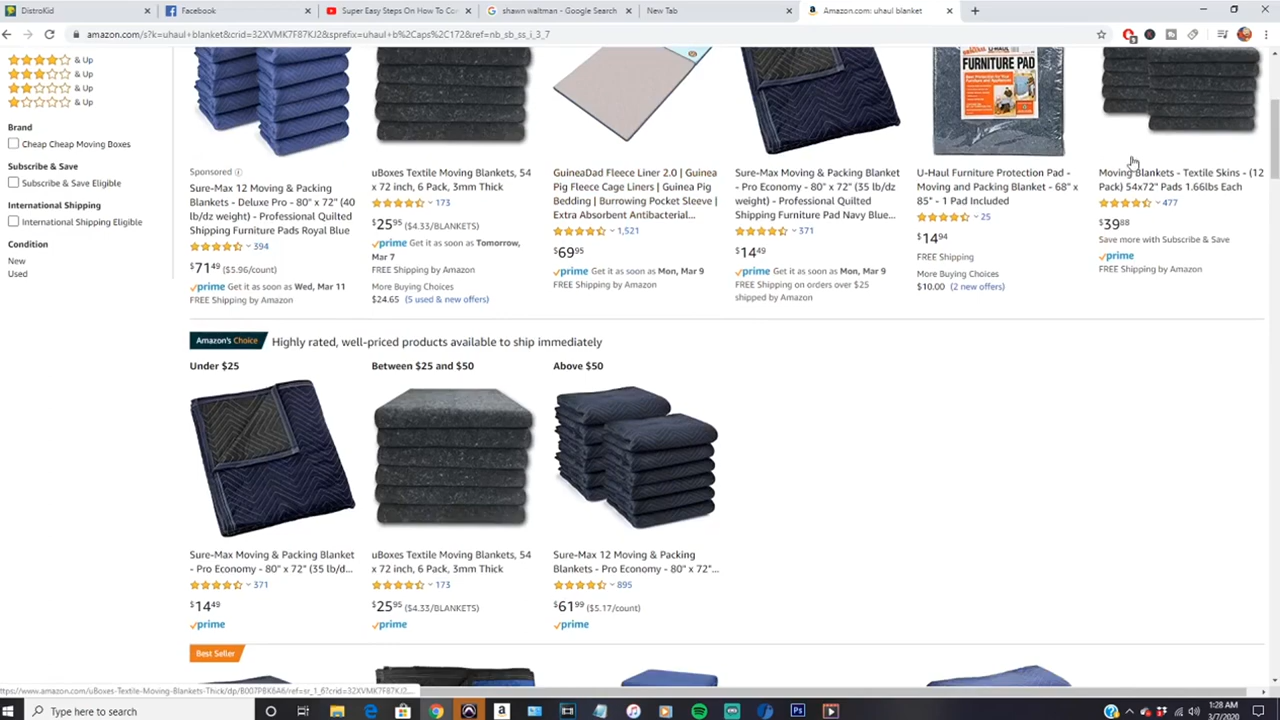 DistroKid
Facebook
Super Easy Steps On How To Co
shawn waltman - Google Search
New Tab
Amazon.com: uhaul blanket
amazon.com/s?k=uhaul+blanket&crid=32XVMK7F87KJ2&sprefix=uhaul+b%2Caps%2C172&ref=nb_sb_ss_i_3_7
& Up
& Up
& Up
& Up
Brand
Cheap Cheap Moving Boxes
Subscribe & Save
Subscribe & Save Eligible
International Shipping
International Shipping Eligible
Condition
New
Used
Sponsored
Sure-Max 12 Moving & Packing
Blankets - Deluxe Pro - 80" x 72" (40
lb/dz weight) - Professional Quilted
Shipping Furniture Pads Royal Blue
394
$71.49 ($5.96/count)
prime Get it as soon as Wed, Mar 11
FREE Shipping by Amazon
uBoxes Textile Moving Blankets, 54
x 72 inch, 6 Pack, 3mm Thick
173
$25.95 ($4.33/BLANKETS)
prime Get it as soon as Tomorrow,
Mar 7
FREE Shipping by Amazon
More Buying Choices
$24.65 (5 used & new offers)
GuineaDad Fleece Liner 2.0 | Guinea
Pig Fleece Cage Liners | Guinea Pig
Bedding | Burrowing Pocket Sleeve |
Extra Absorbent Antibacterial...
1,521
$69.95
prime Get it as soon as Mon, Mar 9
FREE Shipping by Amazon
Sure-Max Moving & Packing Blanket
- Pro Economy - 80" x 72" (35 lb/dz
weight) - Professional Quilted
Shipping Furniture Pad Navy Blue...
371
$14.49
prime Get it as soon as Mon, Mar 9
FREE Shipping on orders over $25
shipped by Amazon
FURNITURE PAD
U-Haul Furniture Protection Pad -
Moving and Packing Blanket - 68" x
85" - 1 Pad Included
25
$14.94
FREE Shipping
More Buying Choices
$10.00 (2 new offers)
Moving Blankets - Textile Skins - (12
Pack) 54x72" Pads 1.66lbs Each
477
$39.88
Save more with Subscribe & Save
prime
FREE Shipping by Amazon
Amazon's Choice Highly rated, well-priced products available to ship immediately
Under $25
Sure-Max Moving & Packing Blanket
- Pro Economy - 80" x 72" (35 lb/d...
371
$14.49
prime
Between $25 and $50
uBoxes Textile Moving Blankets, 54
x 72 inch, 6 Pack, 3mm Thick
173
$25.95 ($4.33/BLANKETS)
prime
Above $50
Sure-Max 12 Moving & Packing
Blankets - Pro Economy - 80" x 72"...
895
$61.99 ($5.17/count)
prime
Best Seller
https://www.amazon.com/uBoxes-Textile-Moving-Blankets-Thick/dp/B007PBK6A6/ref=sr_1_6?crid=32XVMK7F87KJ2...
Type here to search
1:28 AM
3/7/2020